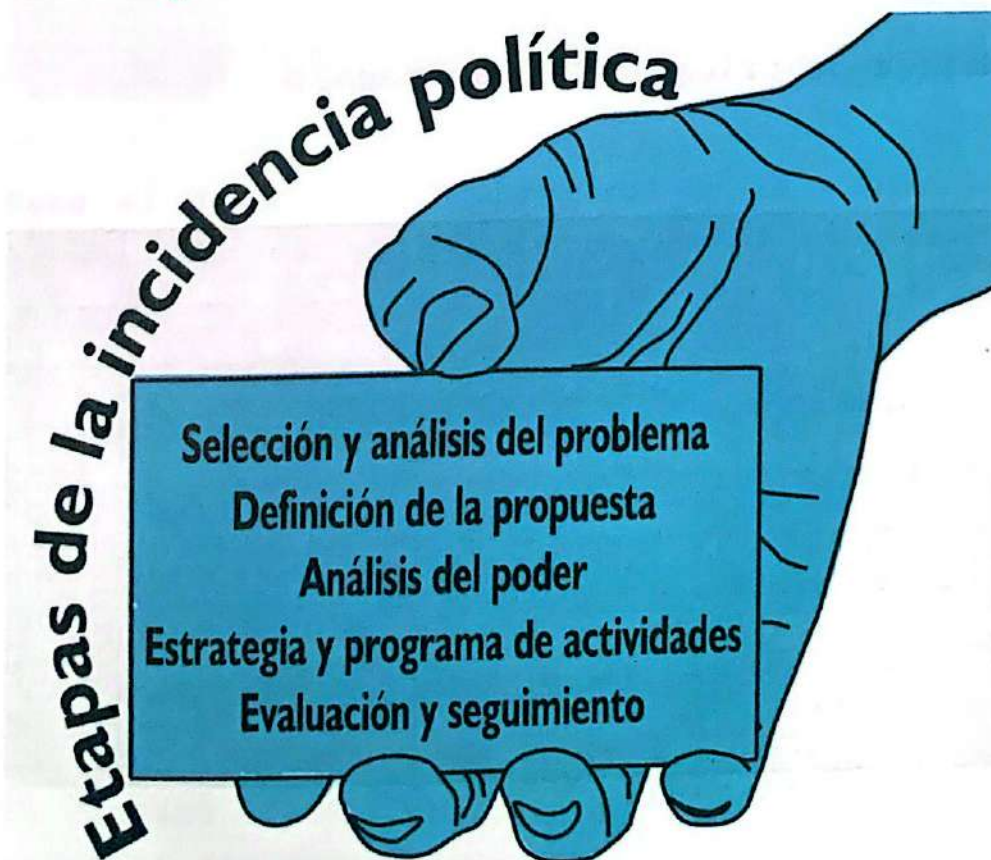 Etapas de la incidencia política
Selección y análisis del problema
Definición de la propuesta
Análisis del poder
Estrategia y programa de actividades
Evaluación y seguimiento